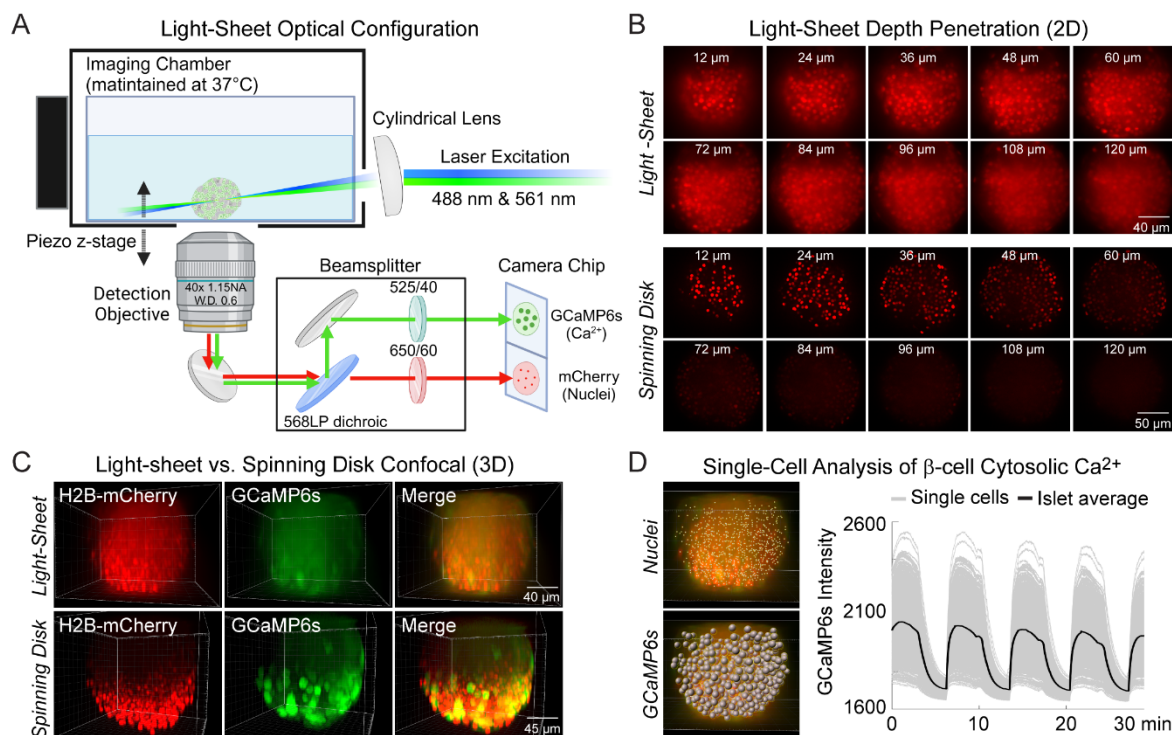 A
Light-Sheet Optical Configuration
Imaging Chamber
(matintained at 37°C)
Cylindrical Lens
Laser Excitation
488 nm & 561 nm
Piezo z-stage
Detection
Objective
40x 1.15NA
W.D. 0.6
Beamsplitter
Camera Chip
525/40
GCaMP6s
(Ca²⁺)
650/60
mCherry
(Nuclei)
568LP dichroic
B
Light-Sheet Depth Penetration (2D)
Light -Sheet
12 µm 24 µm 36 µm 48 µm 60 µm
72 µm 84 µm 96 µm 108 µm 120 µm
40 µm
Spinning Disk
12 µm 24 µm 36 µm 48 µm 60 µm
72 µm 84 µm 96 µm 108 µm 120 µm
50 µm
C
Light-sheet vs. Spinning Disk Confocal (3D)
Light-Sheet
H2B-mCherry GCaMP6s Merge
40 µm
Spinning Disk
H2B-mCherry GCaMP6s Merge
45 µm
D
Single-Cell Analysis of β-cell Cytosolic Ca²⁺
Nuclei
GCaMP6s
Single cells Islet average
GCaMP6s Intensity
2600
2100
1600
0 10 20 30 min